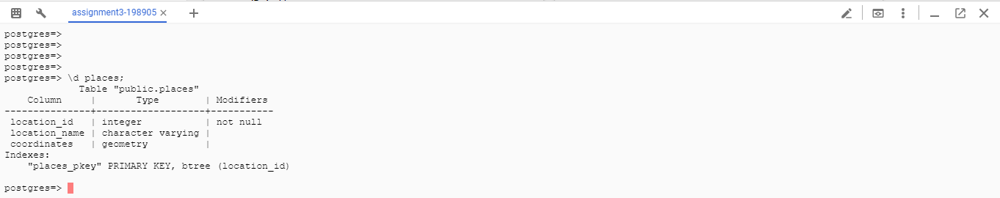 assignment3-198905
postgres=>
postgres=>
postgres=>
postgres=>
postgres=> \d places;
             Table "public.places"
    Column     |       Type        | Modifiers
---------------+-------------------+-----------
 location_id   | integer           | not null
 location_name | character varying |
 coordinates   | geometry          |
Indexes:
    "places_pkey" PRIMARY KEY, btree (location_id)
postgres=>